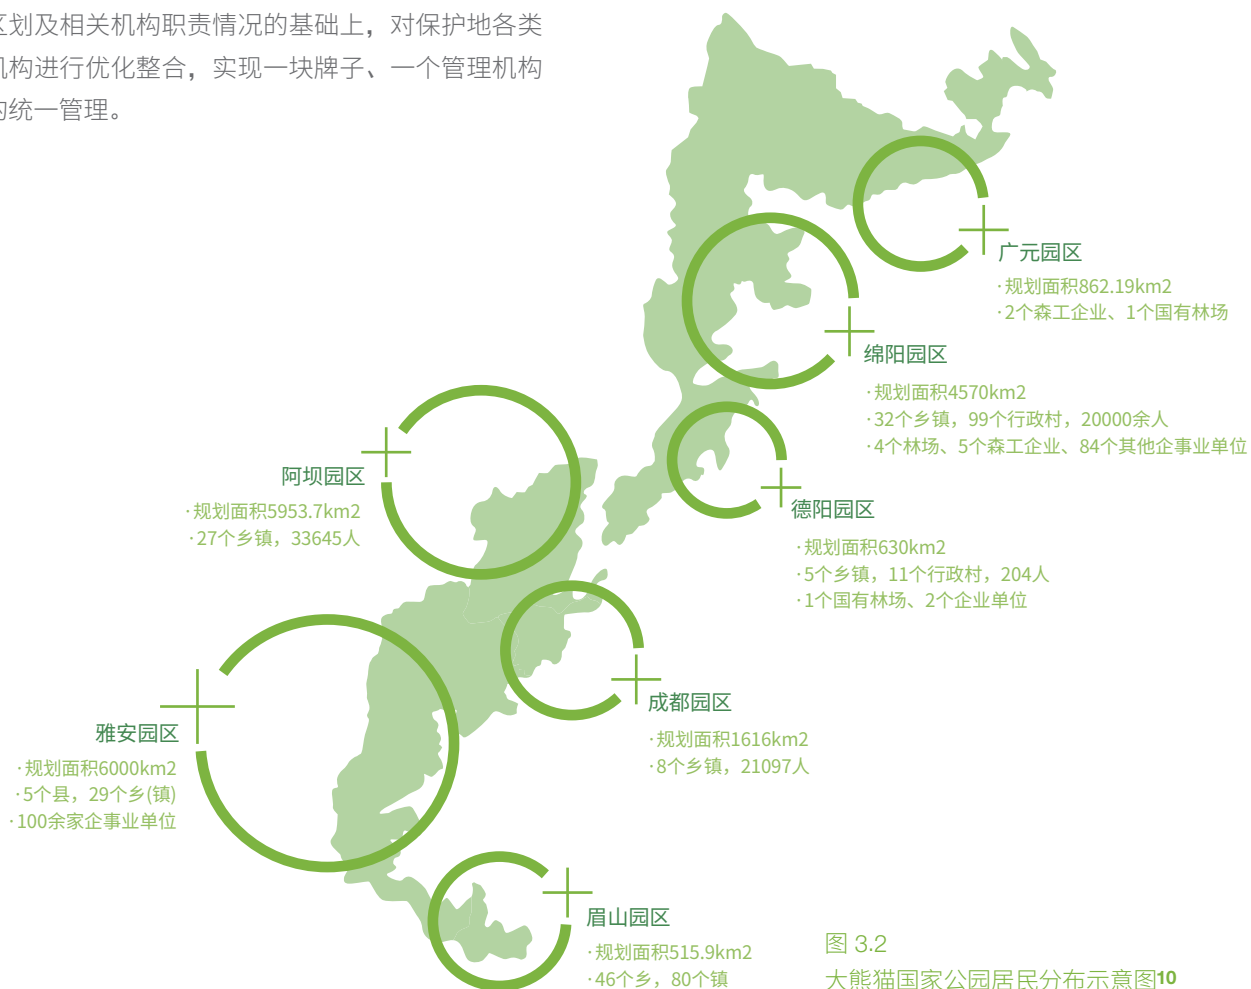 区划及相关机构职责情况的基础上，对保护地各类
机构进行优化整合，实现一块牌子、一个管理机构
的统一管理。
广元园区
·规划面积862.19km2
·2个森工企业、1个国有林场
绵阳园区
·规划面积4570km2
·32个乡镇，99个行政村，20000余人
·4个林场、5个森工企业、84个其他企事业单位
阿坝园区
·规划面积5953.7km2
·27个乡镇，33645人
德阳园区
·规划面积630km2
·5个乡镇，11个行政村，204人
·1个国有林场、2个企业单位
成都园区
·规划面积1616km2
·8个乡镇，21097人
雅安园区
·规划面积6000km2
·5个县，29个乡(镇)
·100余家企事业单位
眉山园区
·规划面积515.9km2
·46个乡，80个镇
图 3.2
大熊猫国家公园居民分布示意图10